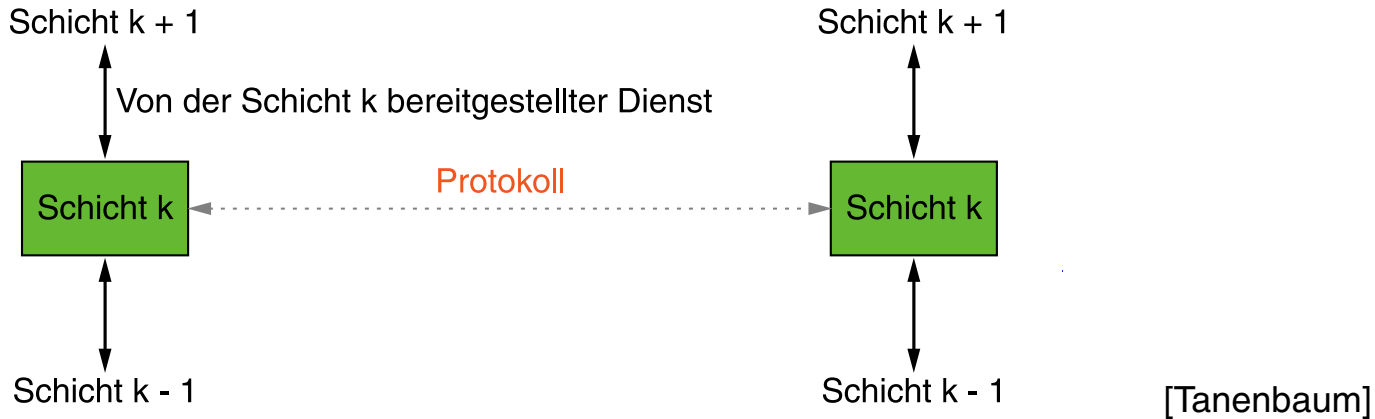 Schicht k + 1
Schicht k + 1
Von der Schicht k bereitgestellter Dienst
Protokoll
Schicht k
Schicht k
Schicht k - 1
Schicht k - 1
[Tanenbaum]